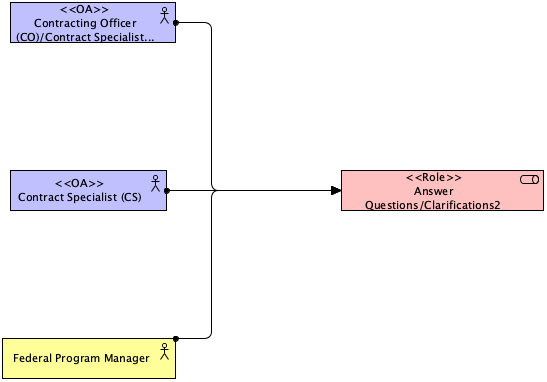 <<OA>>
Contracting Officer
(CO)/Contract Specialist...
<<OA>>
Contract Specialist (CS)
<<Role>>
Answer
Questions/Clarifications2
Federal Program Manager